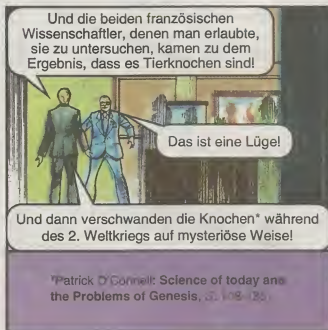 Und die beiden französischen
Wissenschaftler, denen man erlaubte,
sie zu untersuchen, kamen zu dem
Ergebnis, dass es Tierknochen sind!
Das ist eine Lüge!
Und dann verschwanden die Knochen* während
des 2. Weltkriegs auf mysteriöse Weise!
*Patrick O'Connell: Science of today and
the Problems of Genesis,